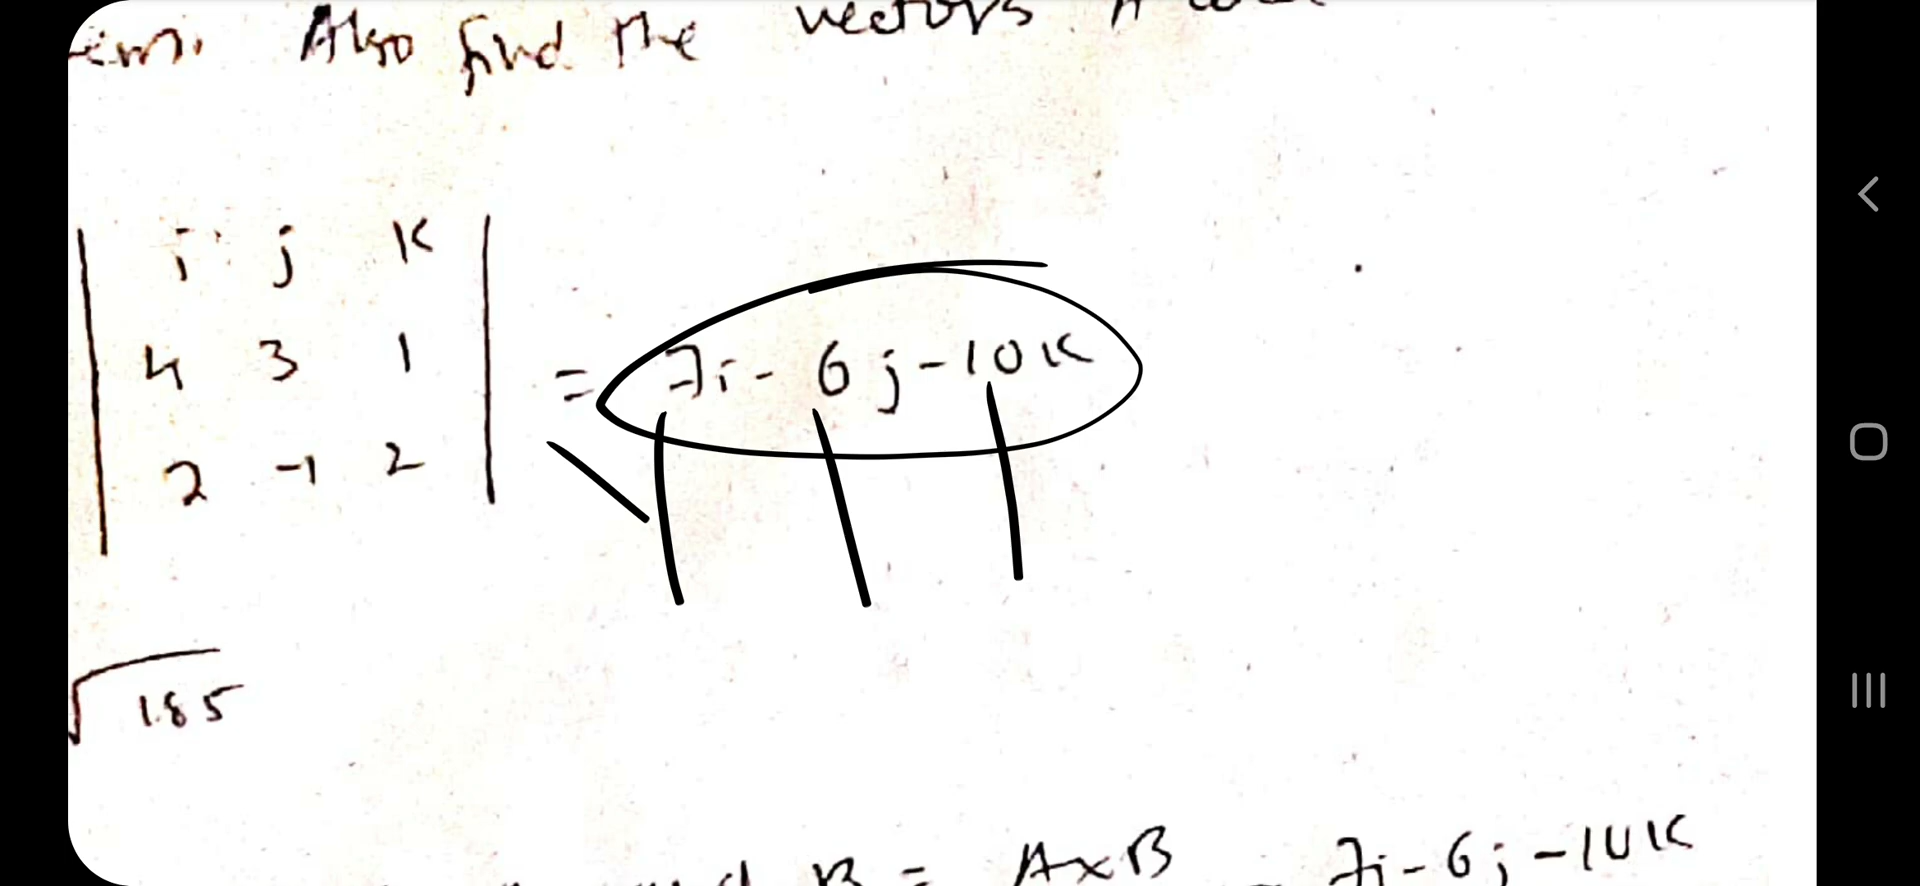 Also find the vectors
i j K
4 3 1 = 7i - 6j - 10K
2 -1 2
√185
B = A×B = 7i - 6j - 10K